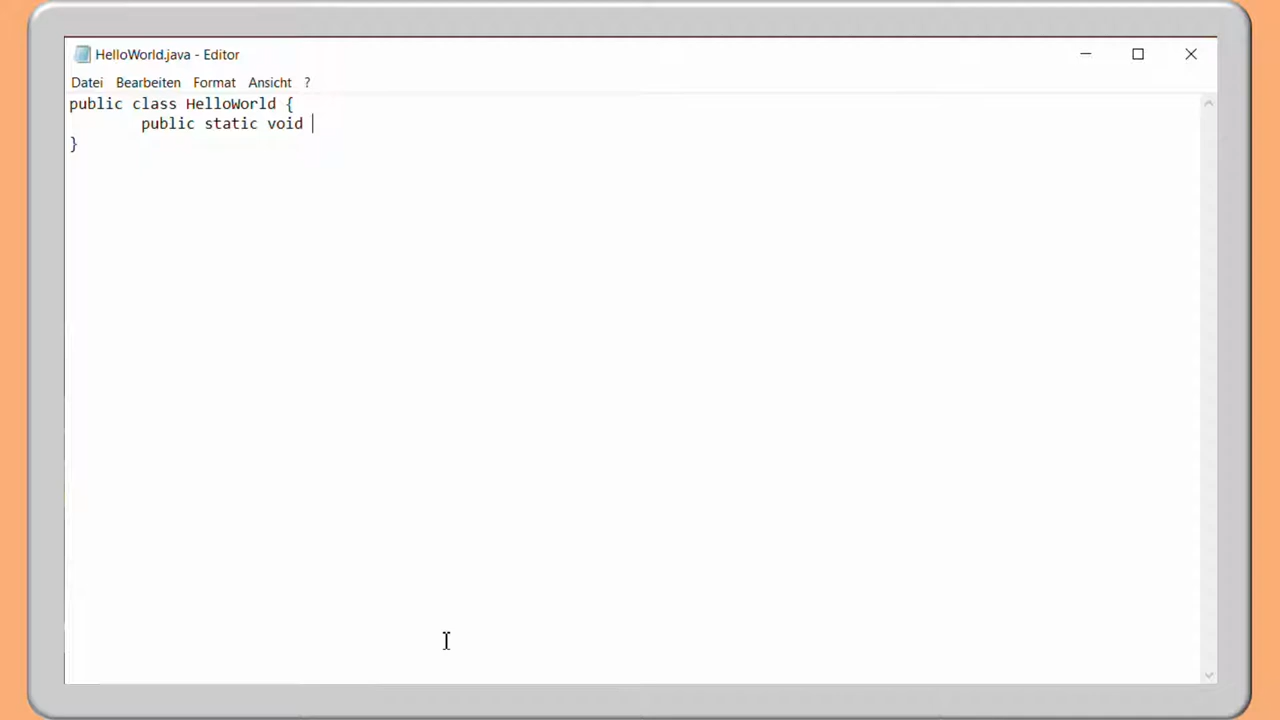 HelloWorld.java - Editor
Datei Bearbeiten Format Ansicht ?
public class HelloWorld {
        public static void
}